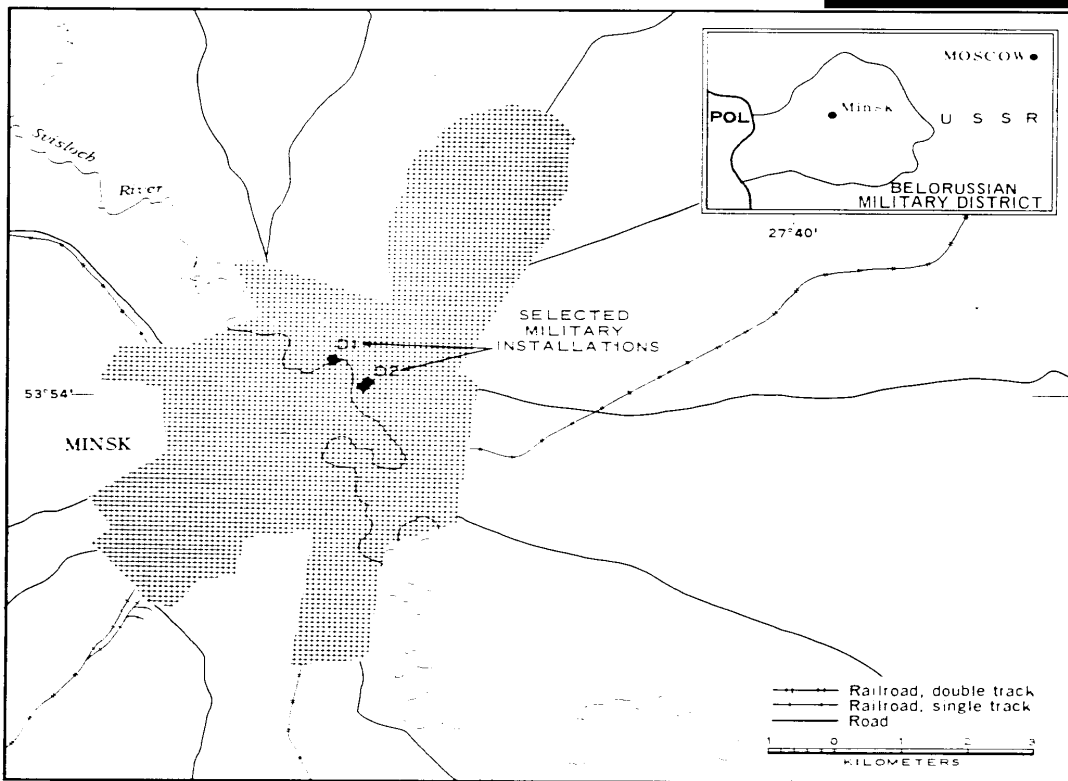 MOSCOW
Minsk
POL
U S S R
BELORUSSIAN
MILITARY DISTRICT
27°40'
Svisloch
River
SELECTED
MILITARY
INSTALLATIONS
1
2
53°54'
MINSK
Railroad, double track
Railroad, single track
Road
1 0 1 2 3
KILOMETERS